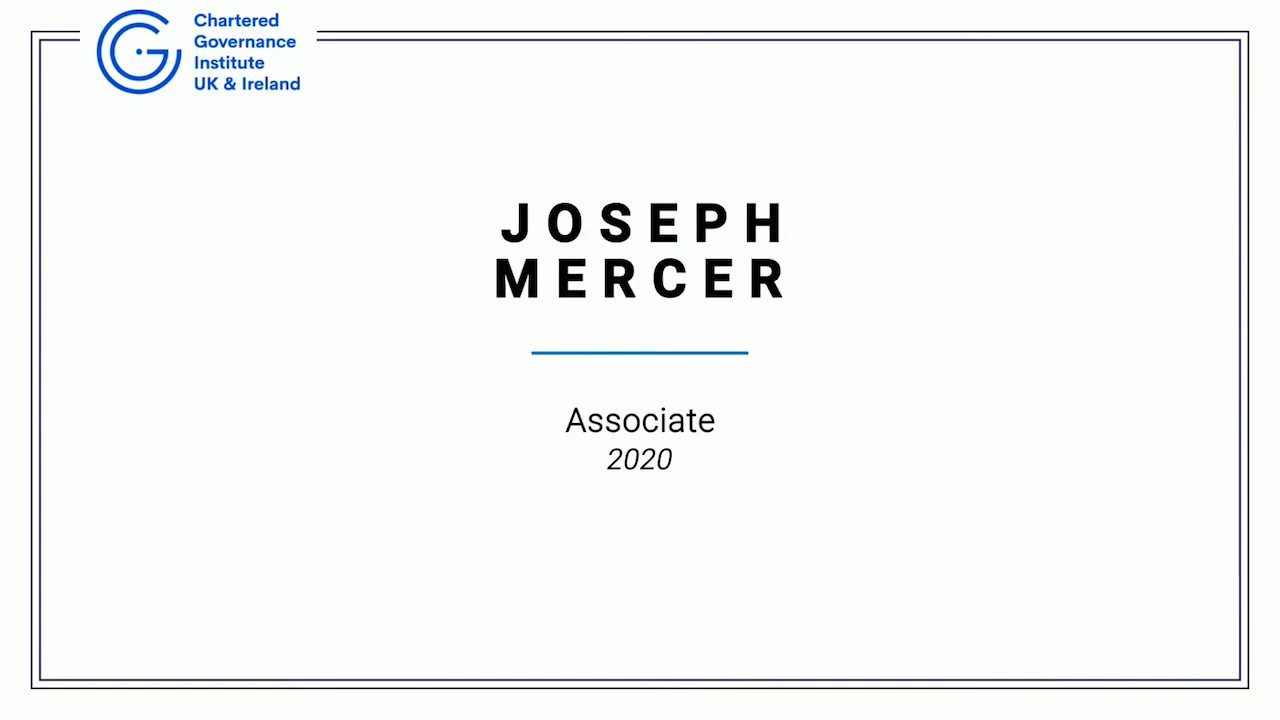 Chartered
Governance
Institute
UK & Ireland
JOSEPH
MERCER
Associate
2020